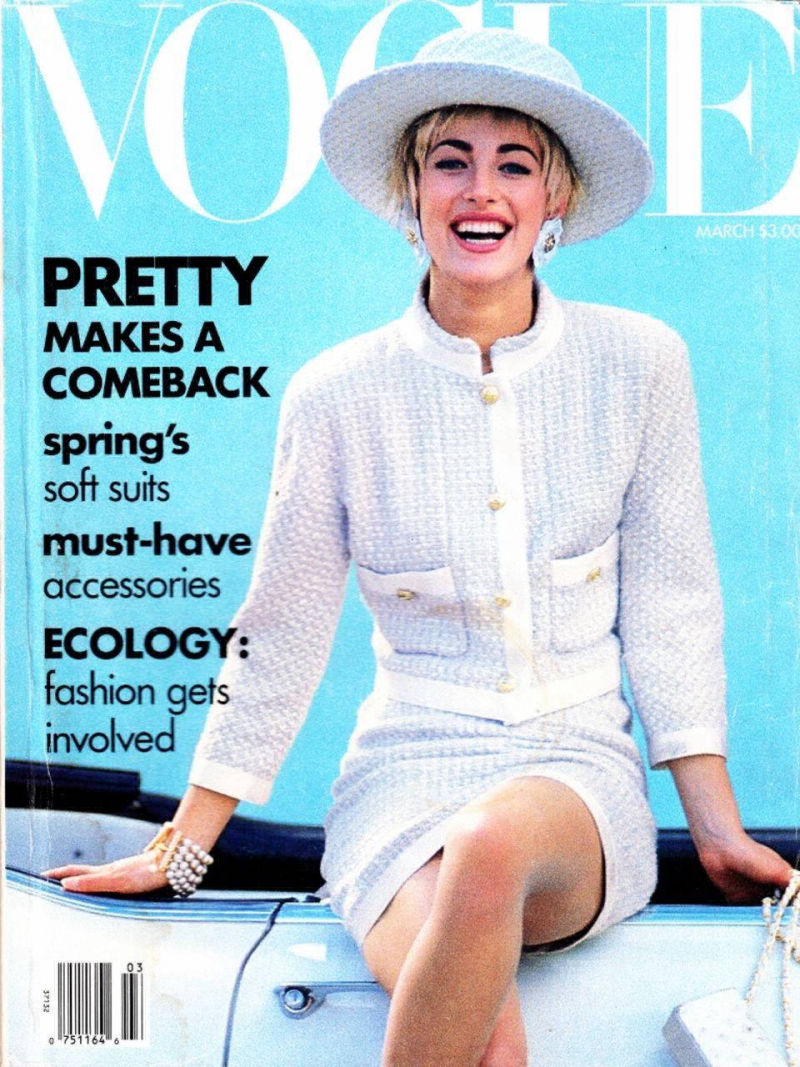 VOGUE
MARCH $3.00
PRETTY
MAKES A
COMEBACK
spring's
soft suits
must-have
accessories
ECOLOGY:
fashion gets
involved
03
37132
0 751164 6